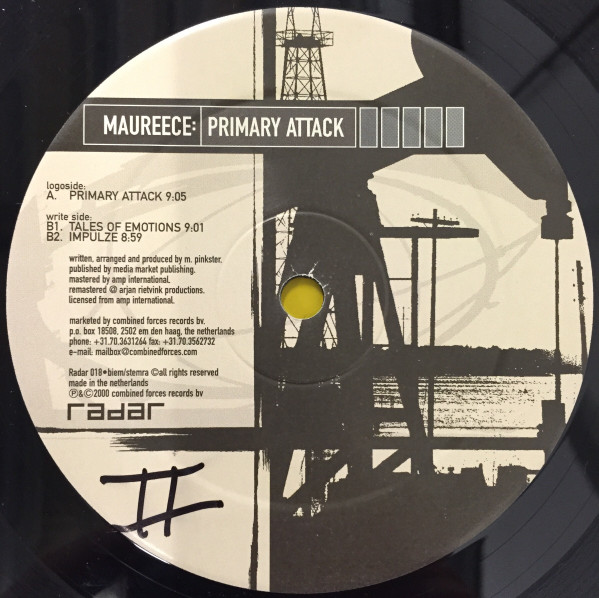 MAUREECE: PRIMARY ATTACK
logoside:
A. PRIMARY ATTACK 9:05
write side:
B1. TALES OF EMOTIONS 9:01
B2. IMPULZE 8:59
written, arranged and produced by m. pinkster.
published by media market publishing.
mastered by amp international.
remastered @ arjan rietvink productions.
licensed from amp international.
marketed by combined forces records bv.
p.o. box 18508, 2502 em den haag, the netherlands
phone: +31.70.3631264 fax: +31.70.3562732
e-mail: mailbox@combinedforces.com
Radar 018•biem/stemra ©all rights reserved
made in the netherlands
℗&©2000 combined forces records bv
radar
II